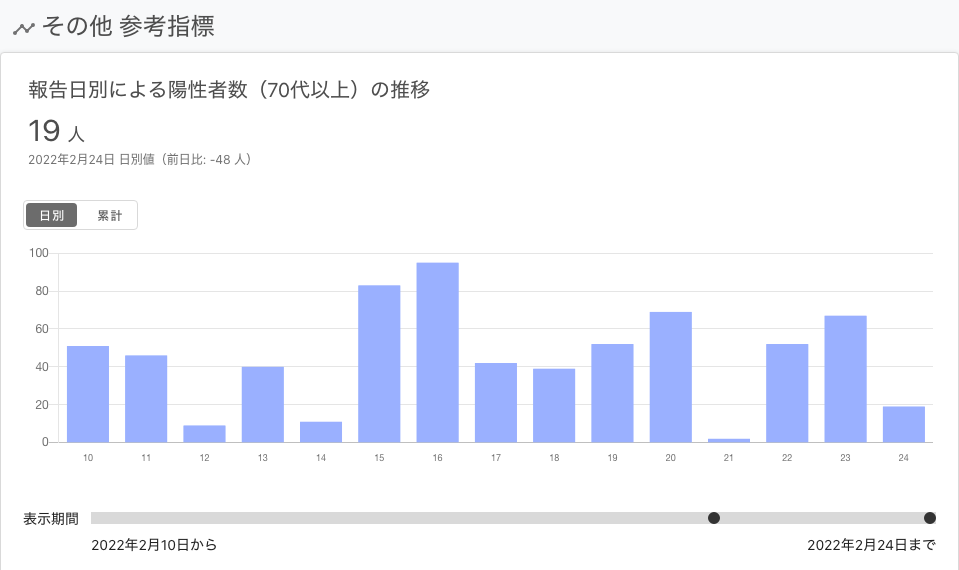 その他 参考指標
報告日別による陽性者数（70代以上）の推移
19 人
2022年2月24日 日別値（前日比: -48 人）
日別 累計
100
80
60
40
20
0
10 11 12 13 14 15 16 17 18 19 20 21 22 23 24
表示期間
2022年2月10日から 2022年2月24日まで